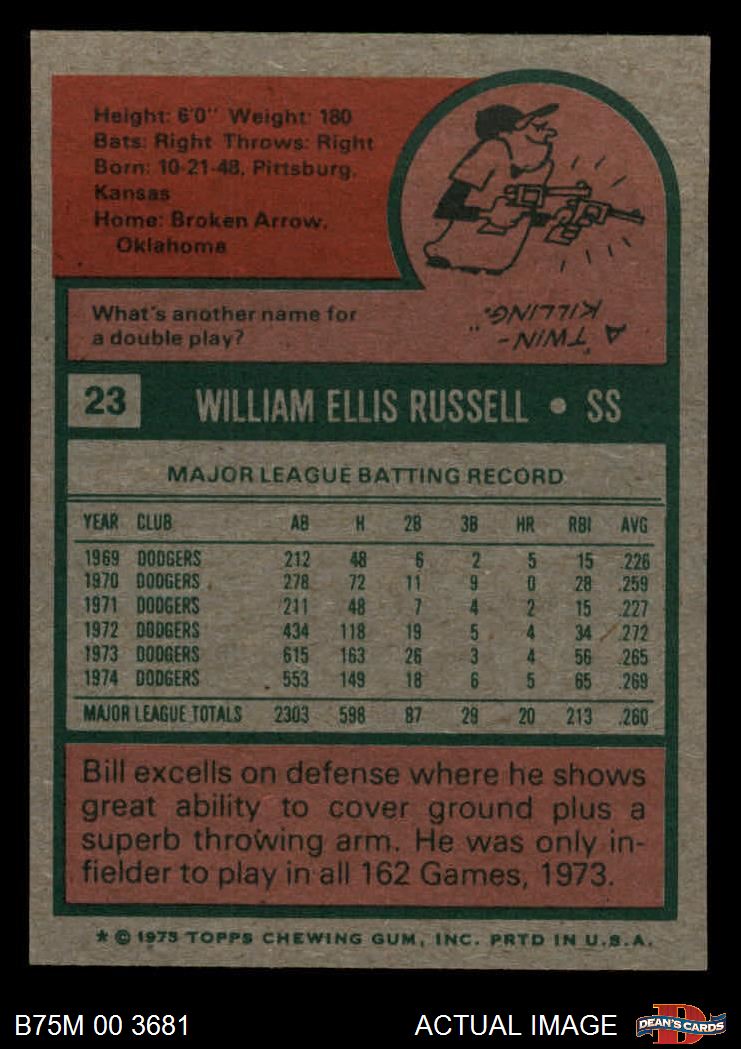 Height: 6'0" Weight: 180
Bats: Right Throws: Right
Born: 10-21-48, Pittsburg,
Kansas
Home: Broken Arrow,
Oklahoma
What's another name for
a double play?
A "TWIN-
KILLING."
23 WILLIAM ELLIS RUSSELL • SS
MAJOR LEAGUE BATTING RECORD
YEAR CLUB AB H 2B 3B HR RBI AVG
1969 DODGERS 212 48 6 2 5 15 .226
1970 DODGERS 278 72 11 9 0 28 .259
1971 DODGERS 211 48 7 4 2 15 .227
1972 DODGERS 434 118 19 5 4 34 .272
1973 DODGERS 615 163 26 3 4 56 .265
1974 DODGERS 553 149 18 6 5 65 .269
MAJOR LEAGUE TOTALS 2303 598 87 29 20 213 .260
Bill excells on defense where he shows
great ability to cover ground plus a
superb throwing arm. He was only in-
fielder to play in all 162 Games, 1973.
* © 1975 TOPPS CHEWING GUM, INC. PRTD IN U.S.A.
B75M 00 3681 ACTUAL IMAGE
DEAN'S CARDS